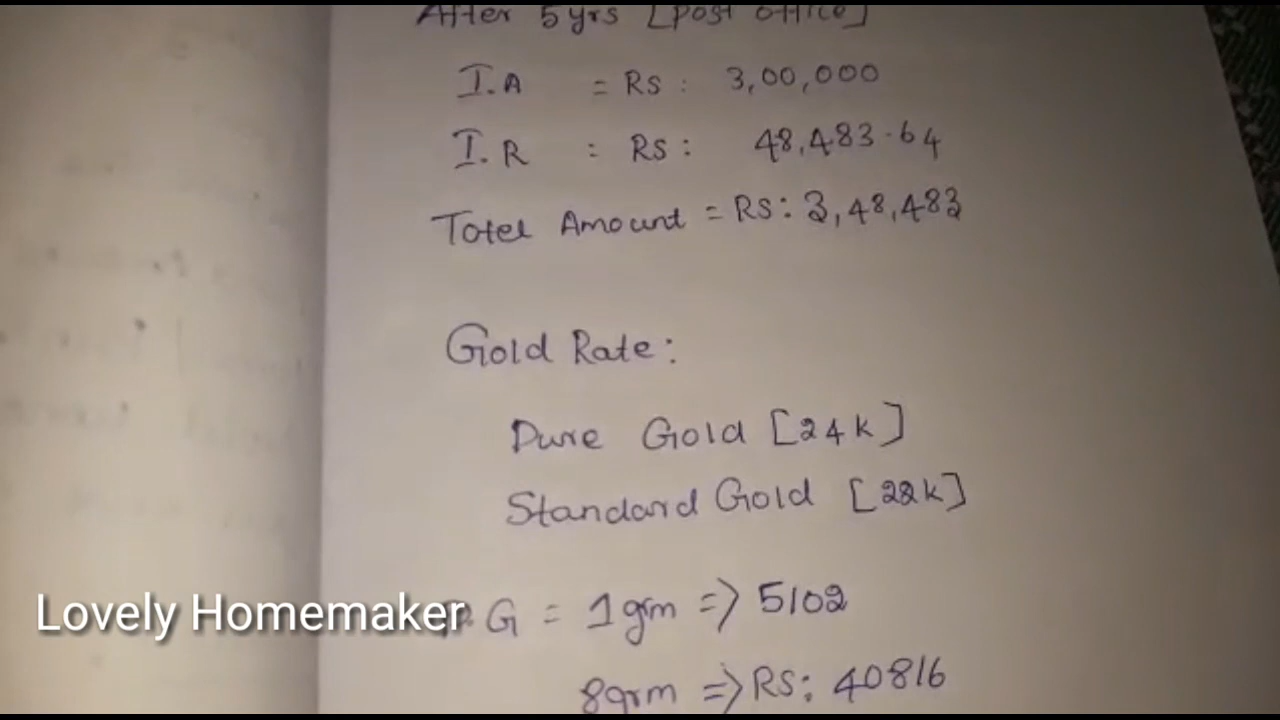 After 5yrs [post office]
I.A = RS: 3,00,000
I.R = RS: 48,483.64
Totel Amount = RS: 3,48,483
Gold Rate:
Pure Gold [24k]
Standard Gold [22k]
P.G = 1grm => 5102
8grm => RS: 40816
Lovely Homemaker